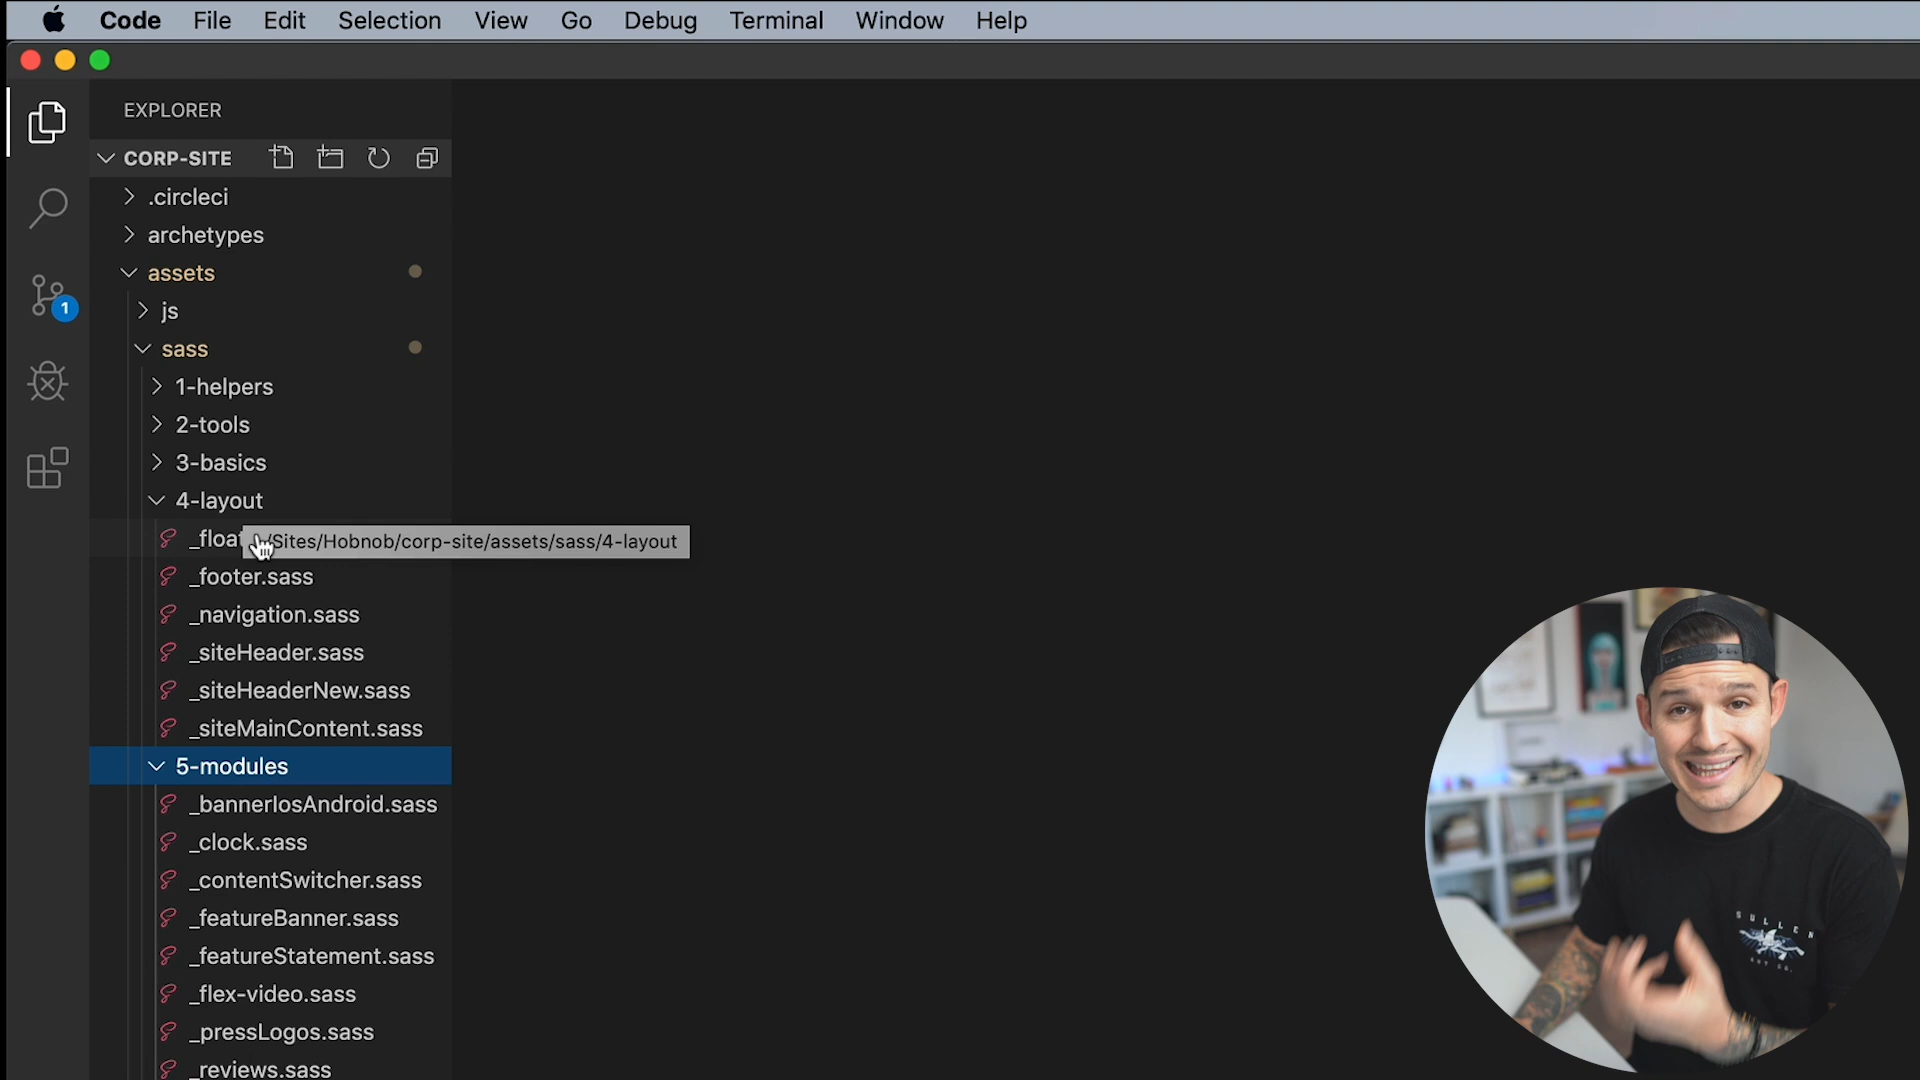 Code File Edit Selection View Go Debug Terminal Window Help
EXPLORER
CORP-SITE
.circleci
archetypes
assets
js
sass
1
1-helpers
2-tools
3-basics
4-layout
_float
/Sites/Hobnob/corp-site/assets/sass/4-layout
_footer.sass
_navigation.sass
_siteHeader.sass
_siteHeaderNew.sass
_siteMainContent.sass
5-modules
_bannerIosAndroid.sass
_clock.sass
_contentSwitcher.sass
_featureBanner.sass
_featureStatement.sass
_flex-video.sass
_pressLogos.sass
_reviews.sass
SULLEN